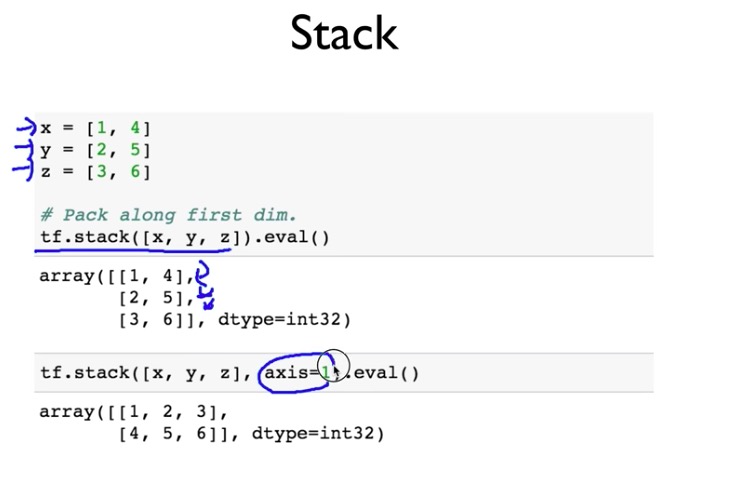 Stack
x = [1, 4]
y = [2, 5]
z = [3, 6]
# Pack along first dim.
tf.stack([x, y, z]).eval()
array([[1, 4],
[2, 5],
[3, 6]], dtype=int32)
tf.stack([x, y, z], axis=1).eval()
array([[1, 2, 3],
[4, 5, 6]], dtype=int32)